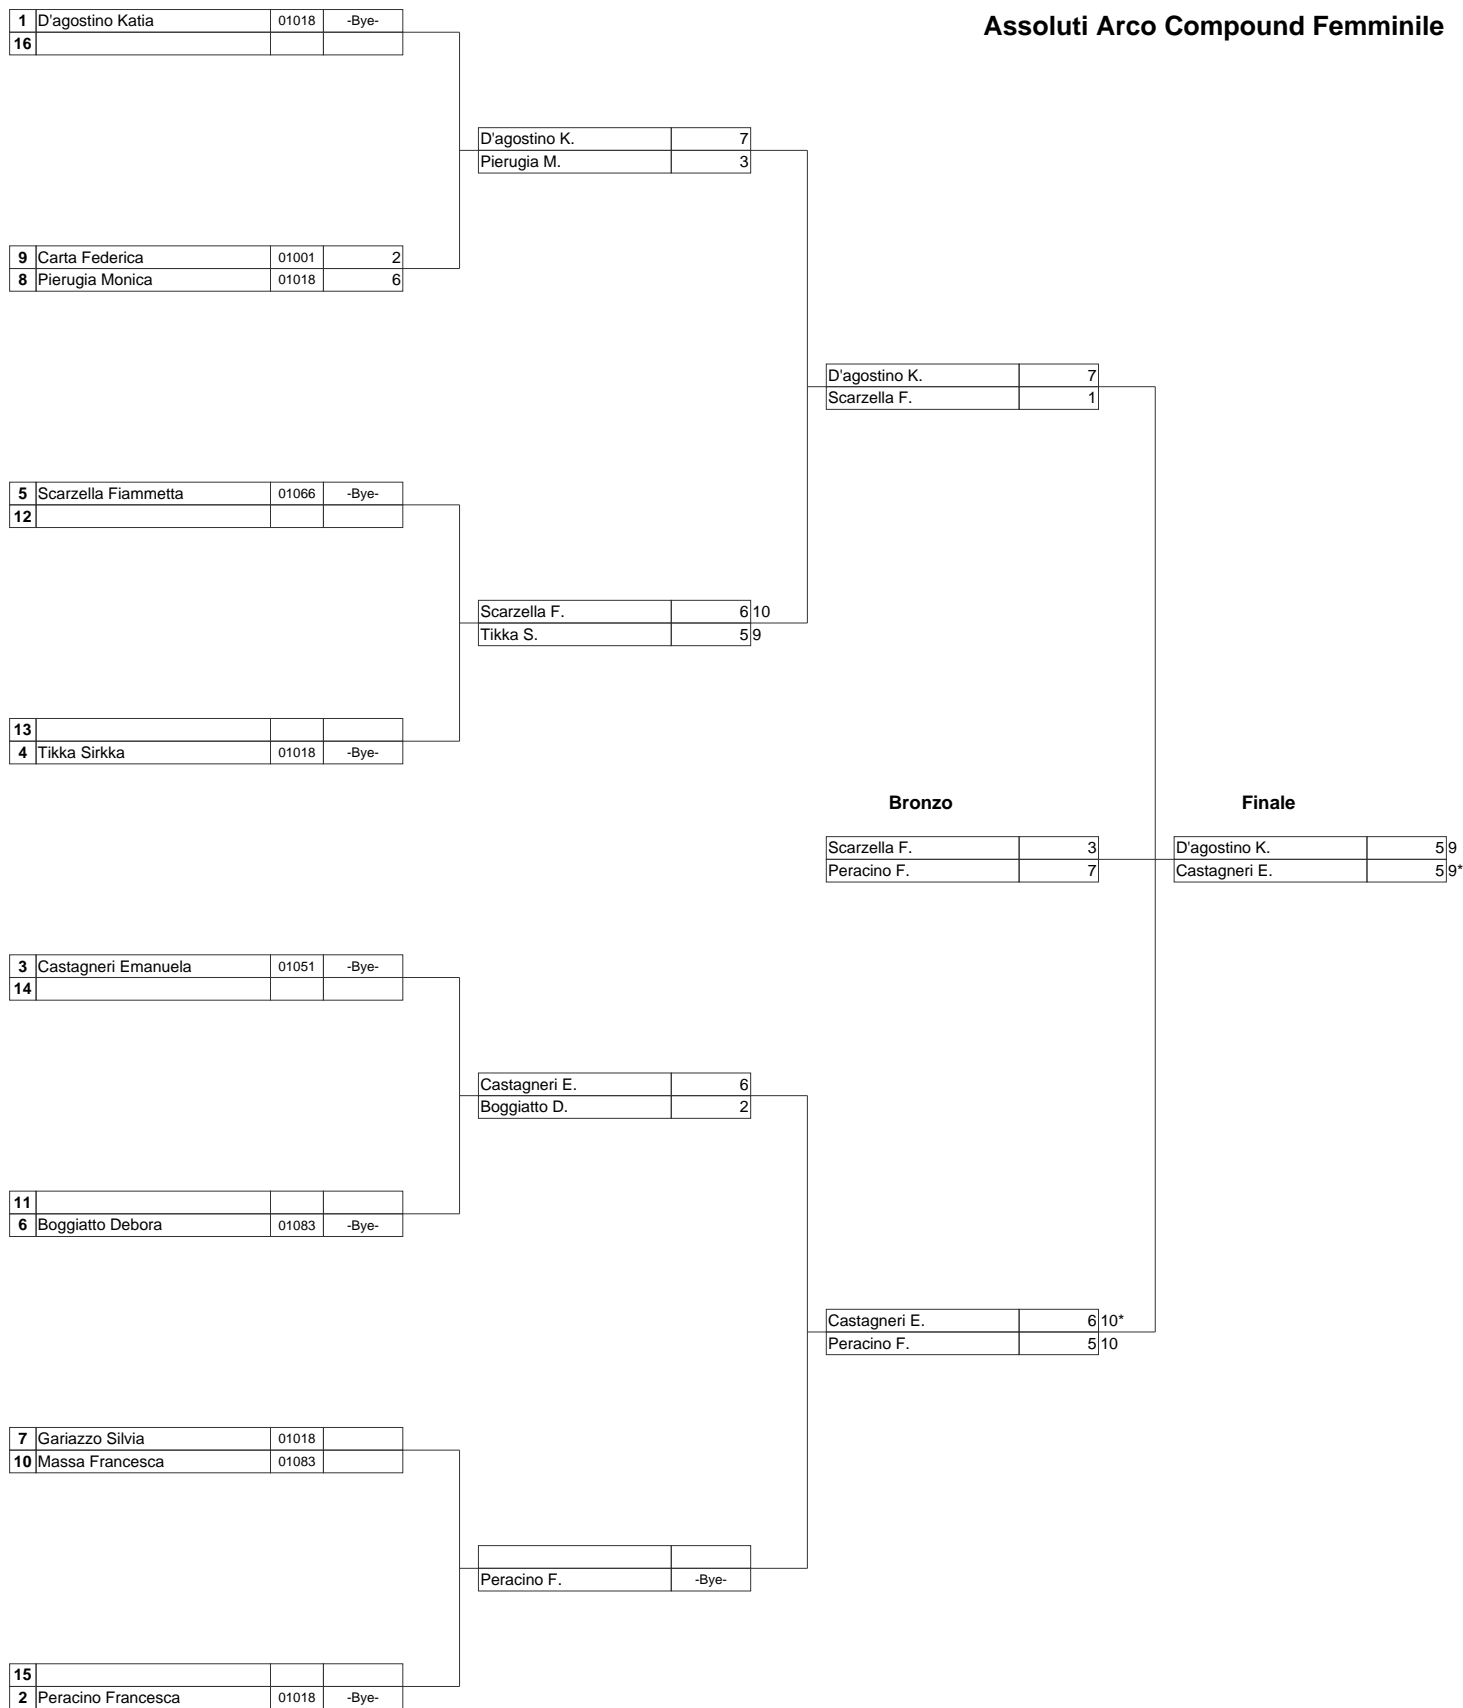 Assoluti Arco Compound Femminile
1 D'agostino Katia 01018 -Bye-
16
D'agostino K. 7
Pierugia M. 3
9 Carta Federica 01001 2
8 Pierugia Monica 01018 6
D'agostino K. 7
Scarzella F. 1
5 Scarzella Fiammetta 01066 -Bye-
12
Scarzella F. 6 10
Tikka S. 5 9
13
4 Tikka Sirkka 01018 -Bye-
Bronzo Finale
Scarzella F. 3 D'agostino K. 5 9
Peracino F. 7 Castagneri E. 5 9*
3 Castagneri Emanuela 01051 -Bye-
14
Castagneri E. 6
Boggiatto D. 2
11
6 Boggiatto Debora 01083 -Bye-
Castagneri E. 6 10*
Peracino F. 5 10
7 Gariazzo Silvia 01018
10 Massa Francesca 01083
Peracino F. -Bye-
15
2 Peracino Francesca 01018 -Bye-